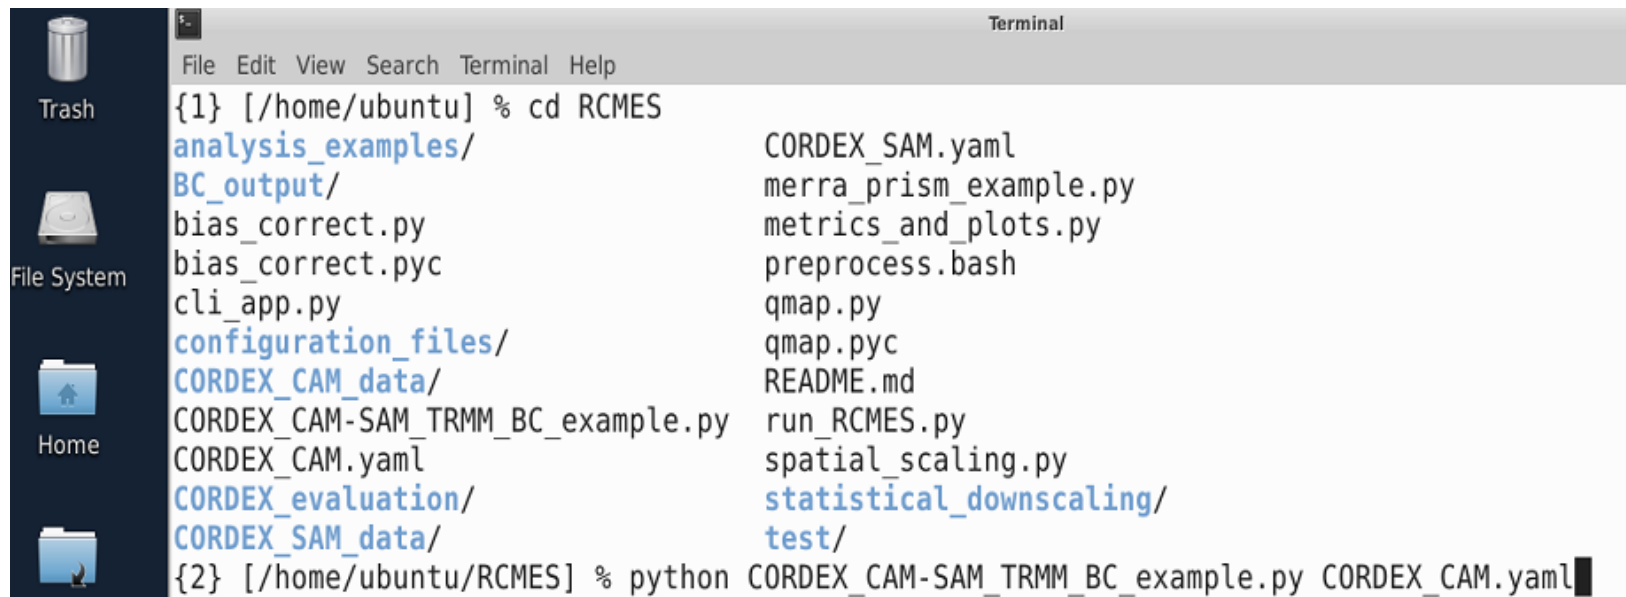 Terminal
File Edit View Search Terminal Help
Trash
File System
Home
{1} [/home/ubuntu] % cd RCMES
analysis_examples/ CORDEX_SAM.yaml
BC_output/ merra_prism_example.py
bias_correct.py metrics_and_plots.py
bias_correct.pyc preprocess.bash
cli_app.py qmap.py
configuration_files/ qmap.pyc
CORDEX_CAM_data/ README.md
CORDEX_CAM-SAM_TRMM_BC_example.py run_RCMES.py
CORDEX_CAM.yaml spatial_scaling.py
CORDEX_evaluation/ statistical_downscaling/
CORDEX_SAM_data/ test/
{2} [/home/ubuntu/RCMES] % python CORDEX_CAM-SAM_TRMM_BC_example.py CORDEX_CAM.yaml